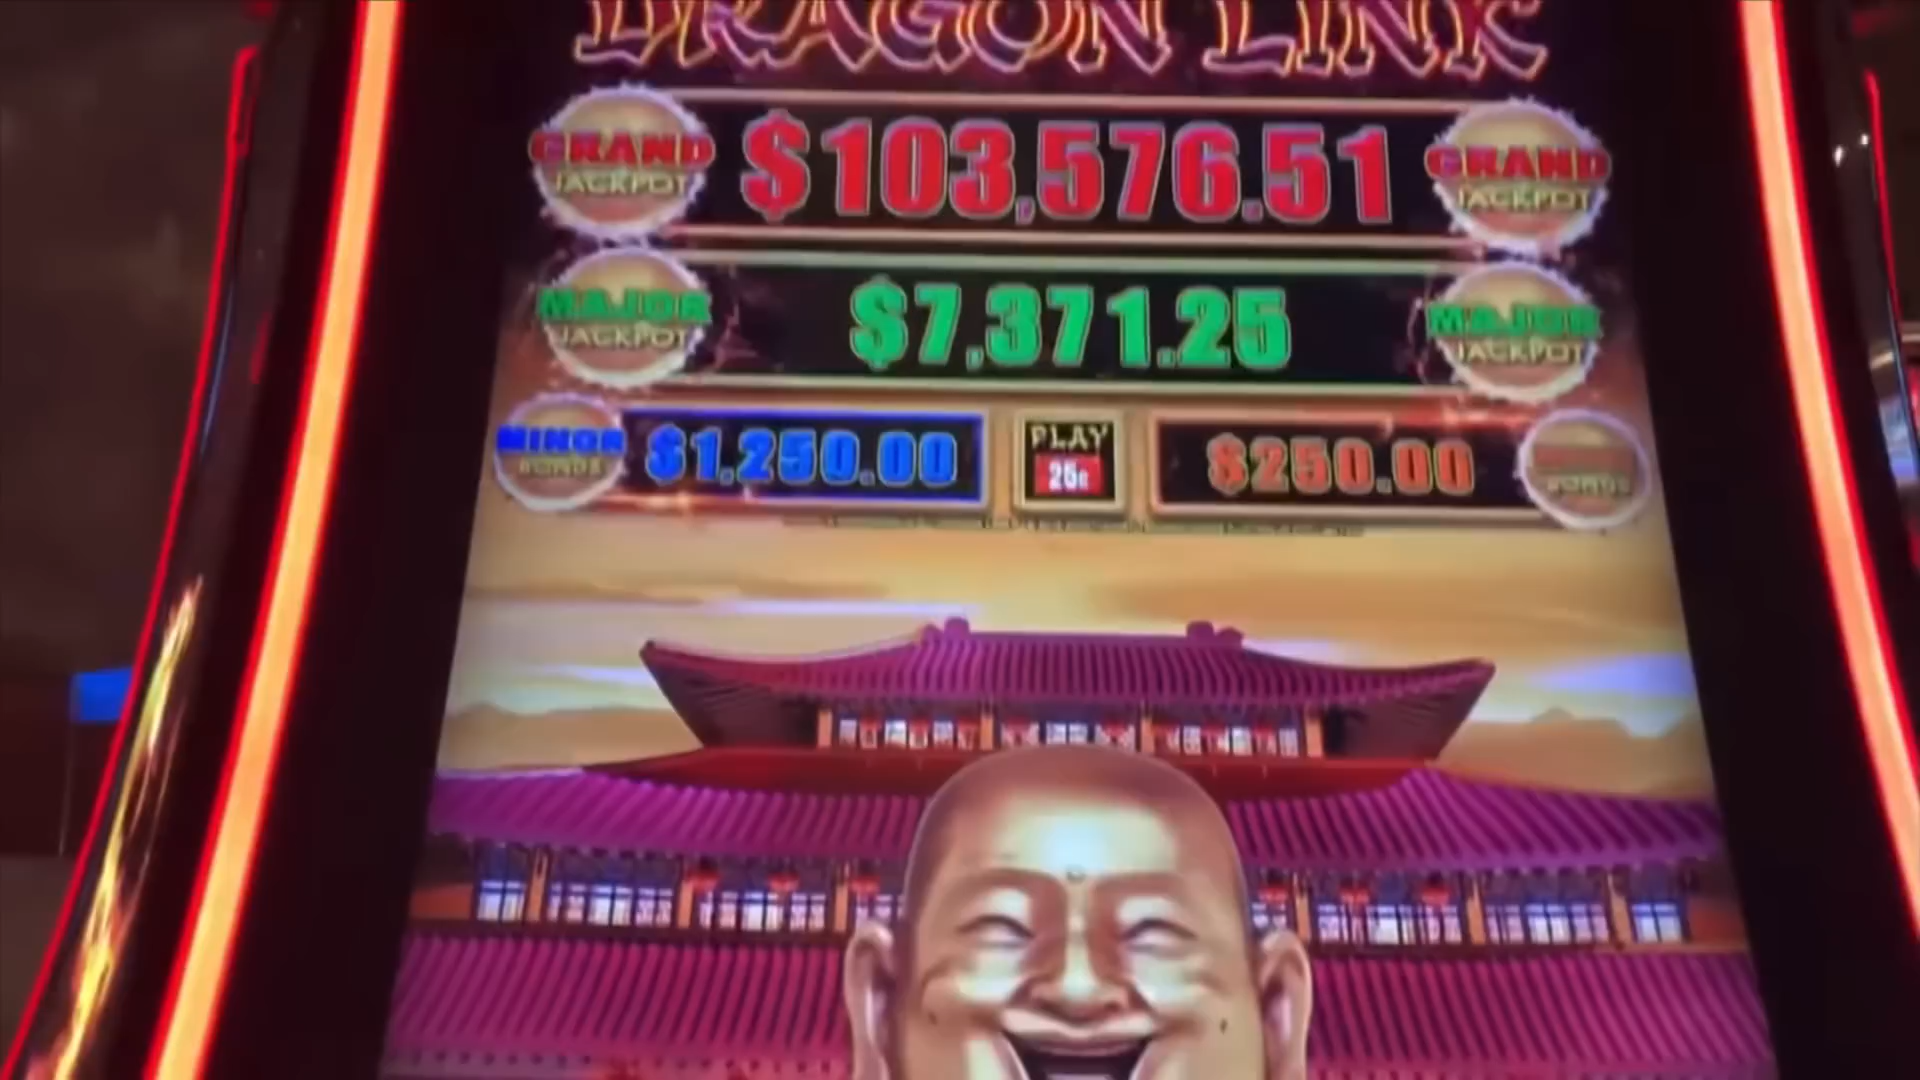 DRAGON LINK
GRAND JACKPOT $103,576.51 GRAND JACKPOT
MAJOR JACKPOT $7,371.25 MAJOR JACKPOT
MINOR BONUS $1,250.00 PLAY 25¢ $250.00 BONUS